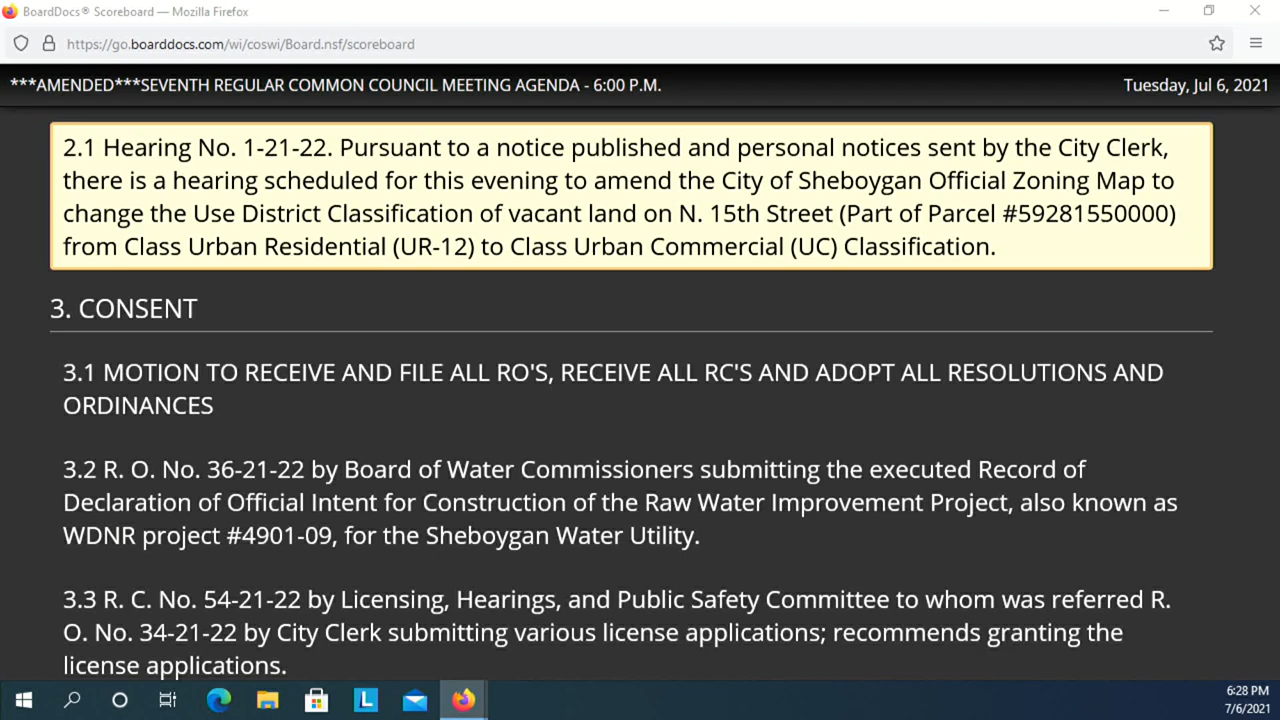 BoardDocs® Scoreboard — Mozilla Firefox
https://go.boarddocs.com/wi/coswi/Board.nsf/scoreboard
***AMENDED***SEVENTH REGULAR COMMON COUNCIL MEETING AGENDA - 6:00 P.M.
Tuesday, Jul 6, 2021
2.1 Hearing No. 1-21-22. Pursuant to a notice published and personal notices sent by the City Clerk,
there is a hearing scheduled for this evening to amend the City of Sheboygan Official Zoning Map to
change the Use District Classification of vacant land on N. 15th Street (Part of Parcel #59281550000)
from Class Urban Residential (UR-12) to Class Urban Commercial (UC) Classification.
3. CONSENT
3.1 MOTION TO RECEIVE AND FILE ALL RO'S, RECEIVE ALL RC'S AND ADOPT ALL RESOLUTIONS AND
ORDINANCES
3.2 R. O. No. 36-21-22 by Board of Water Commissioners submitting the executed Record of
Declaration of Official Intent for Construction of the Raw Water Improvement Project, also known as
WDNR project #4901-09, for the Sheboygan Water Utility.
3.3 R. C. No. 54-21-22 by Licensing, Hearings, and Public Safety Committee to whom was referred R.
O. No. 34-21-22 by City Clerk submitting various license applications; recommends granting the
license applications.
L
6:28 PM
7/6/2021